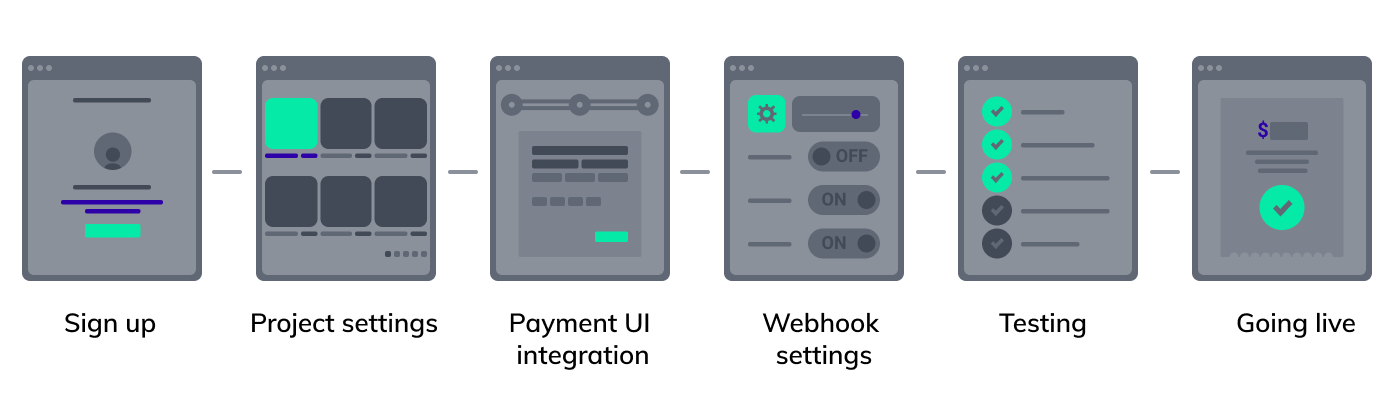 $
OFF
ON
ON
Sign up
Project settings
Payment UI
integration
Webhook
settings
Testing
Going live